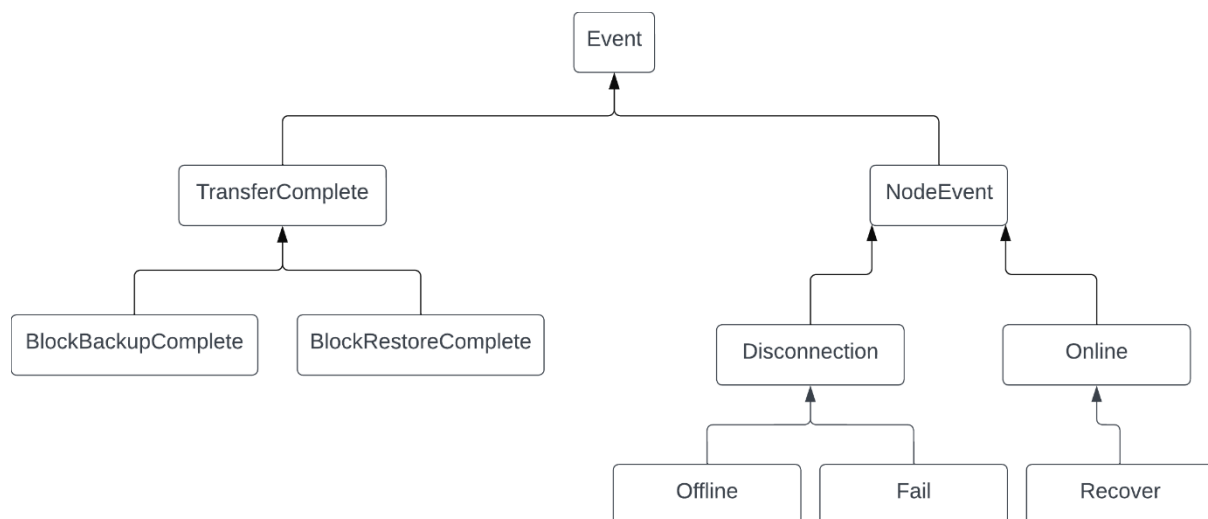 Event
TransferComplete
NodeEvent
BlockBackupComplete
BlockRestoreComplete
Disconnection
Online
Offline
Fail
Recover